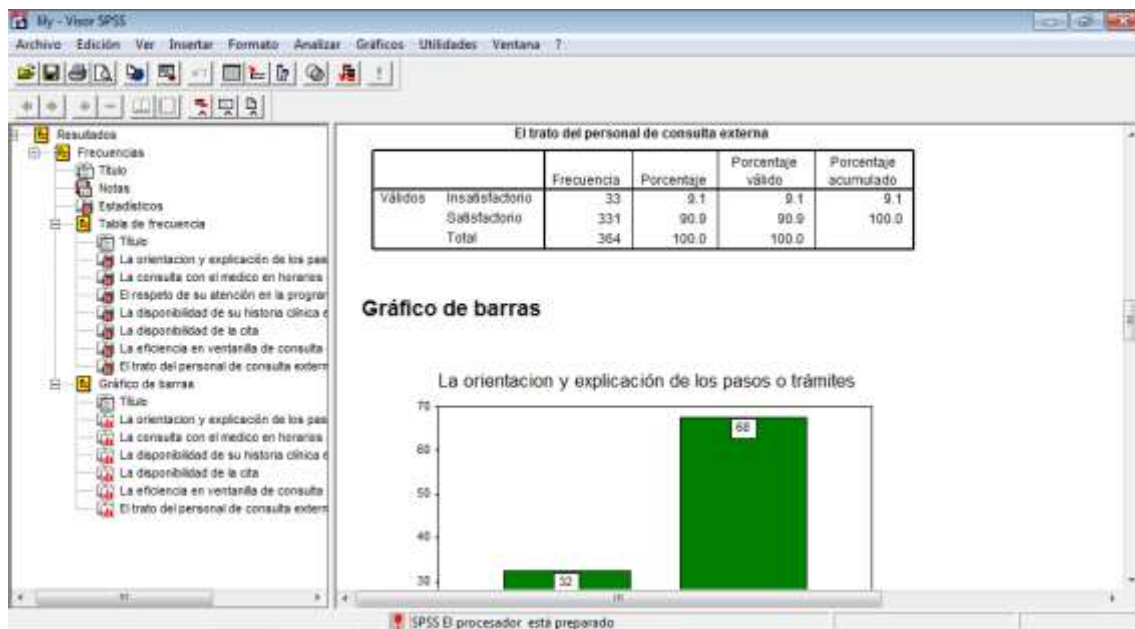 lily - Visor SPSS
Archivo Edición Ver Insertar Formato Analizar Gráficos Utilidades Ventana ?
Resultados
Frecuencias
Título
Notas
Estadísticos
Tabla de frecuencia
Título
La orientacion y explicación de los pas
La consulta con el medico en horarios
El respeto de su atención en la program
La disponibilidad de su historia clínica e
La disponibilidad de la cita
La eficiencia en ventanilla de consulta
El trato del personal de consulta extern
Gráfico de barras
Título
La orientacion y explicación de los pas
La consulta con el medico en horarios
La disponibilidad de su historia clínica e
La disponibilidad de la cita
La eficiencia en ventanilla de consulta
El trato del personal de consulta extern
El trato del personal de consulta externa
Frecuencia Porcentaje Porcentaje válido Porcentaje acumulado
Válidos Insatisfactorio 33 9.1 9.1 9.1
Satisfactorio 331 90.9 90.9 100.0
Total 364 100.0 100.0
Gráfico de barras
La orientacion y explicación de los pasos o trámites
70
68
60
50
40
30
32
SPSS El procesador está preparado